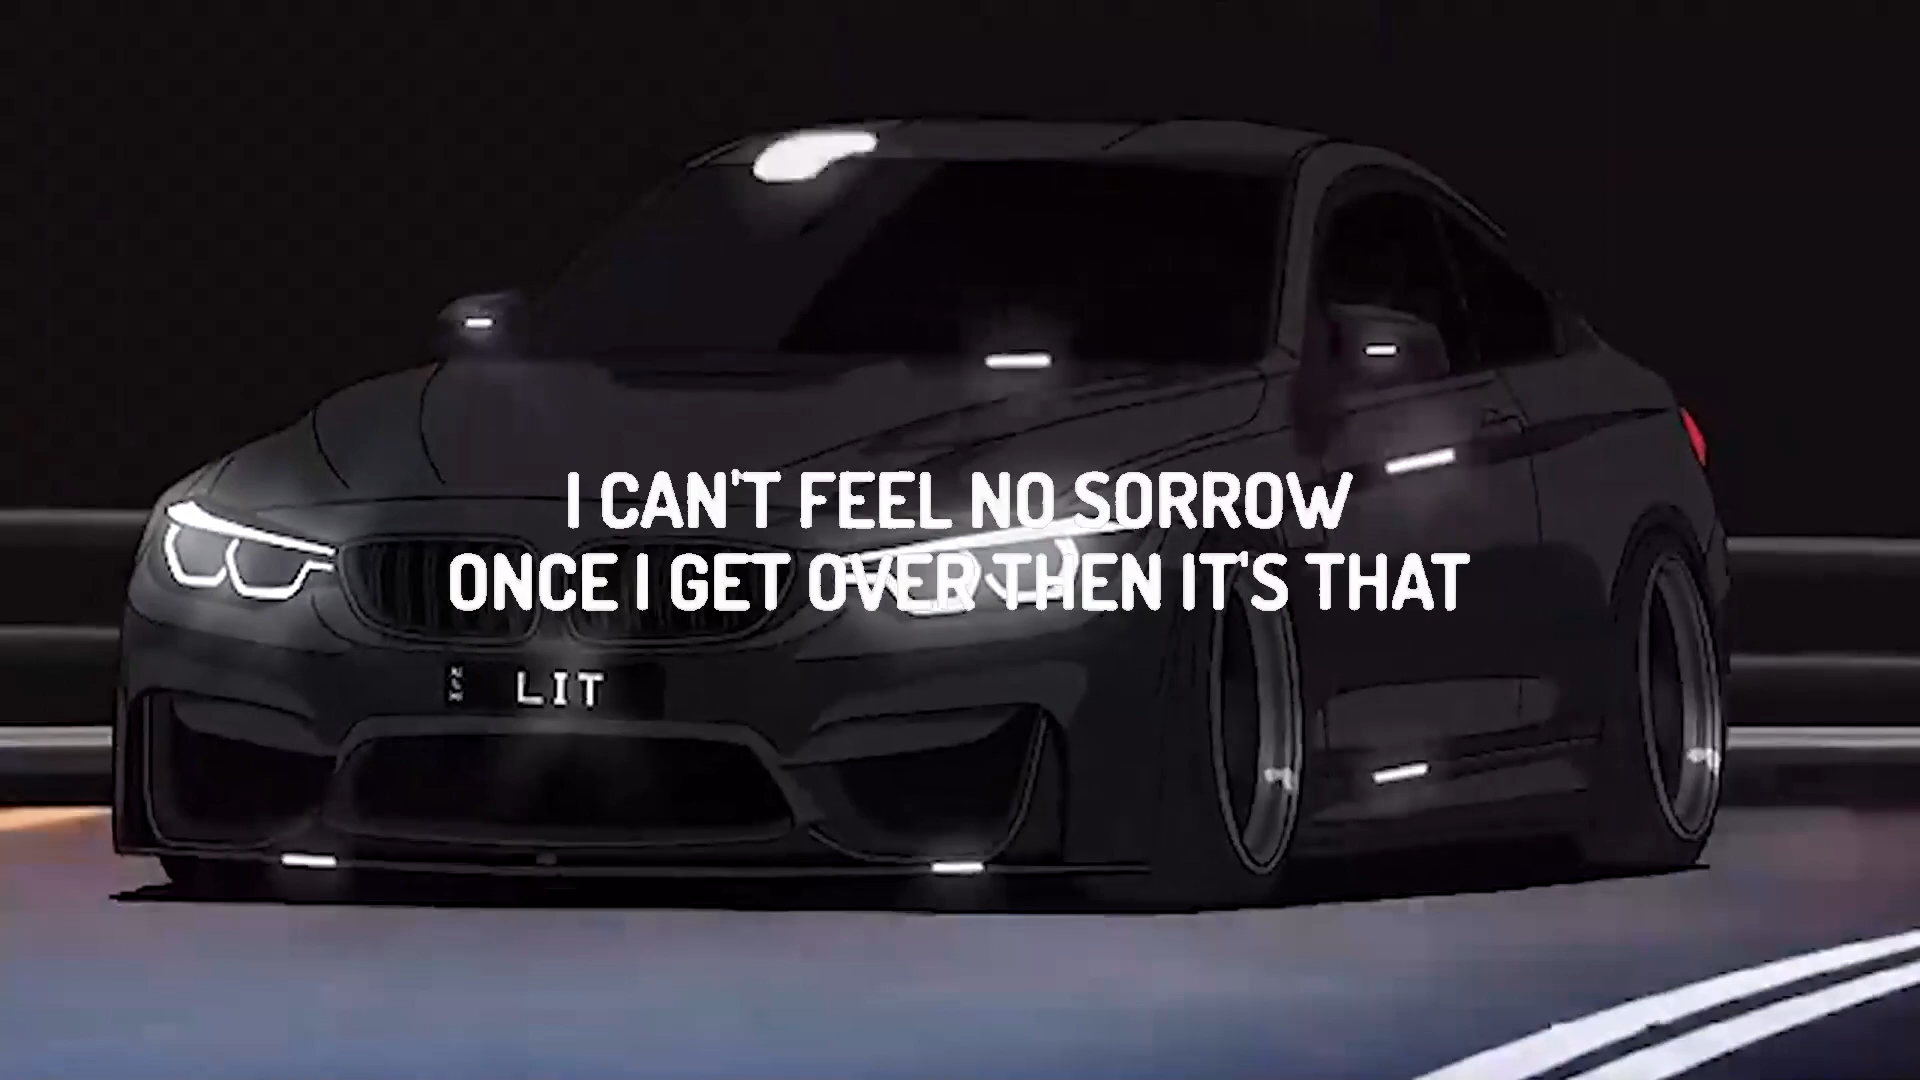 I CAN'T FEEL NO SORROW
ONCE I GET OVER THEN IT'S THAT
LIT